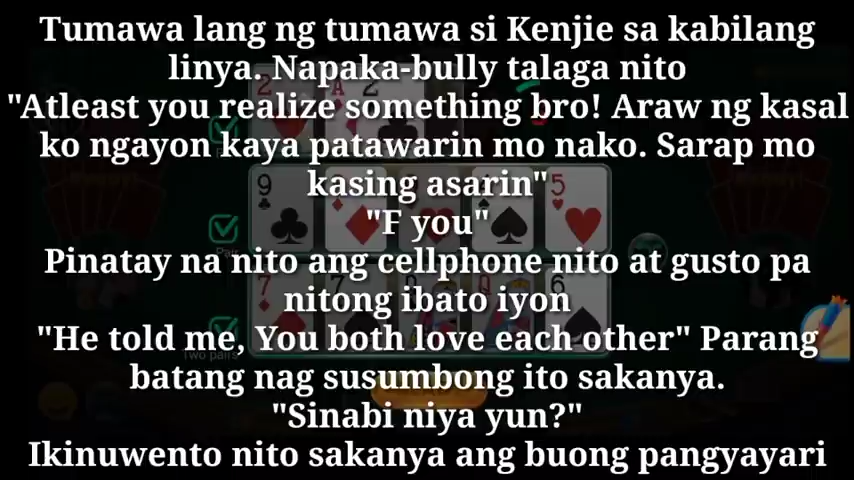 Tumawa lang ng tumawa si Kenjie sa kabilang
linya. Napaka-bully talaga nito
"Atleast you realize something bro! Araw ng kasal
ko ngayon kaya patawarin mo nako. Sarap mo
kasing asarin"
"F you"
Pinatay na nito ang cellphone nito at gusto pa
nitong ibato iyon
"He told me, You both love each other" Parang
batang nag susumbong ito sakanya.
Two pairs
"Sinabi niya yun?"
Ikinuwento nito sakanya ang buong pangyayari